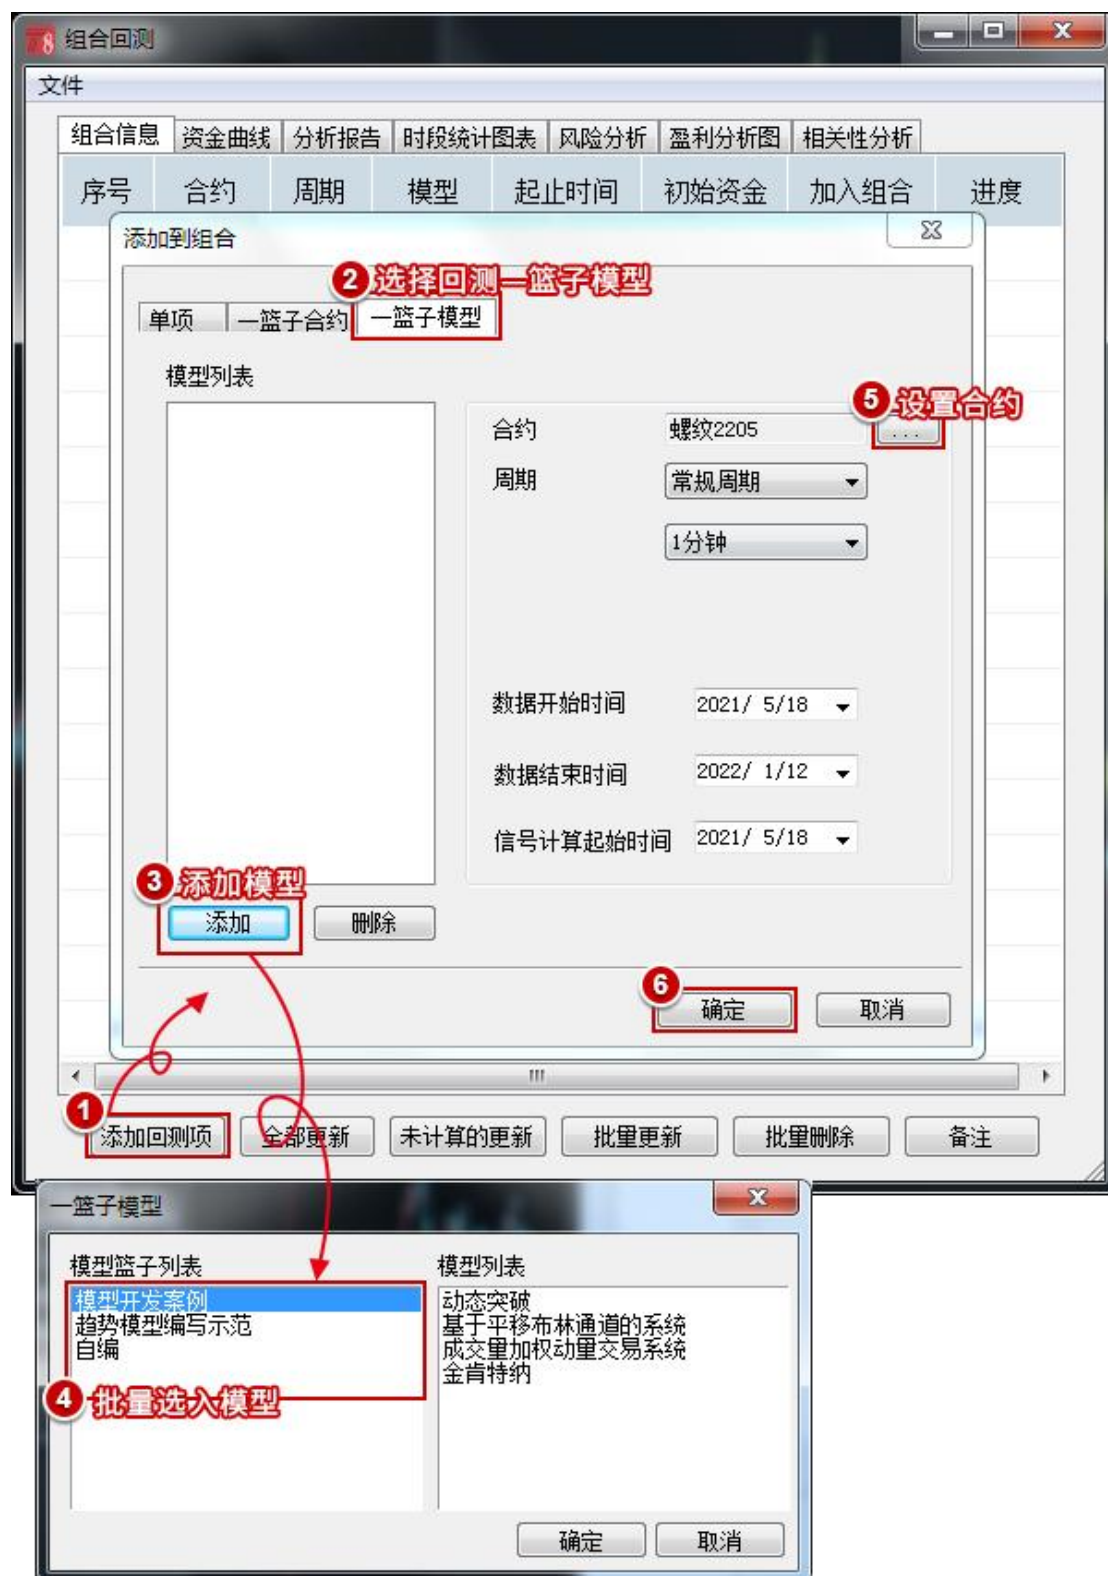 组合回测
文件
组合信息 资金曲线 分析报告 时段统计图表 风险分析 盈利分析图 相关性分析
序号 合约 周期 模型 起止时间 初始资金 加入组合 进度
添加到组合
2 选择回测一篮子模型
单项 一篮子合约 一篮子模型
模型列表
5 设置合约
合约 螺纹2205 ...
周期 常规周期
1分钟
数据开始时间 2021/ 5/18
数据结束时间 2022/ 1/12
信号计算起始时间 2021/ 5/18
3 添加模型
添加 删除
6
确定 取消
1
添加回测项 全部更新 未计算的更新 批量更新 批量删除 备注
一篮子模型
模型篮子列表 模型列表
模型开发案例
趋势模型编写示范
自编
动态突破
基于平移布林通道的系统
成交量加权动量交易系统
金肯特纳
4 批量选入模型
确定 取消